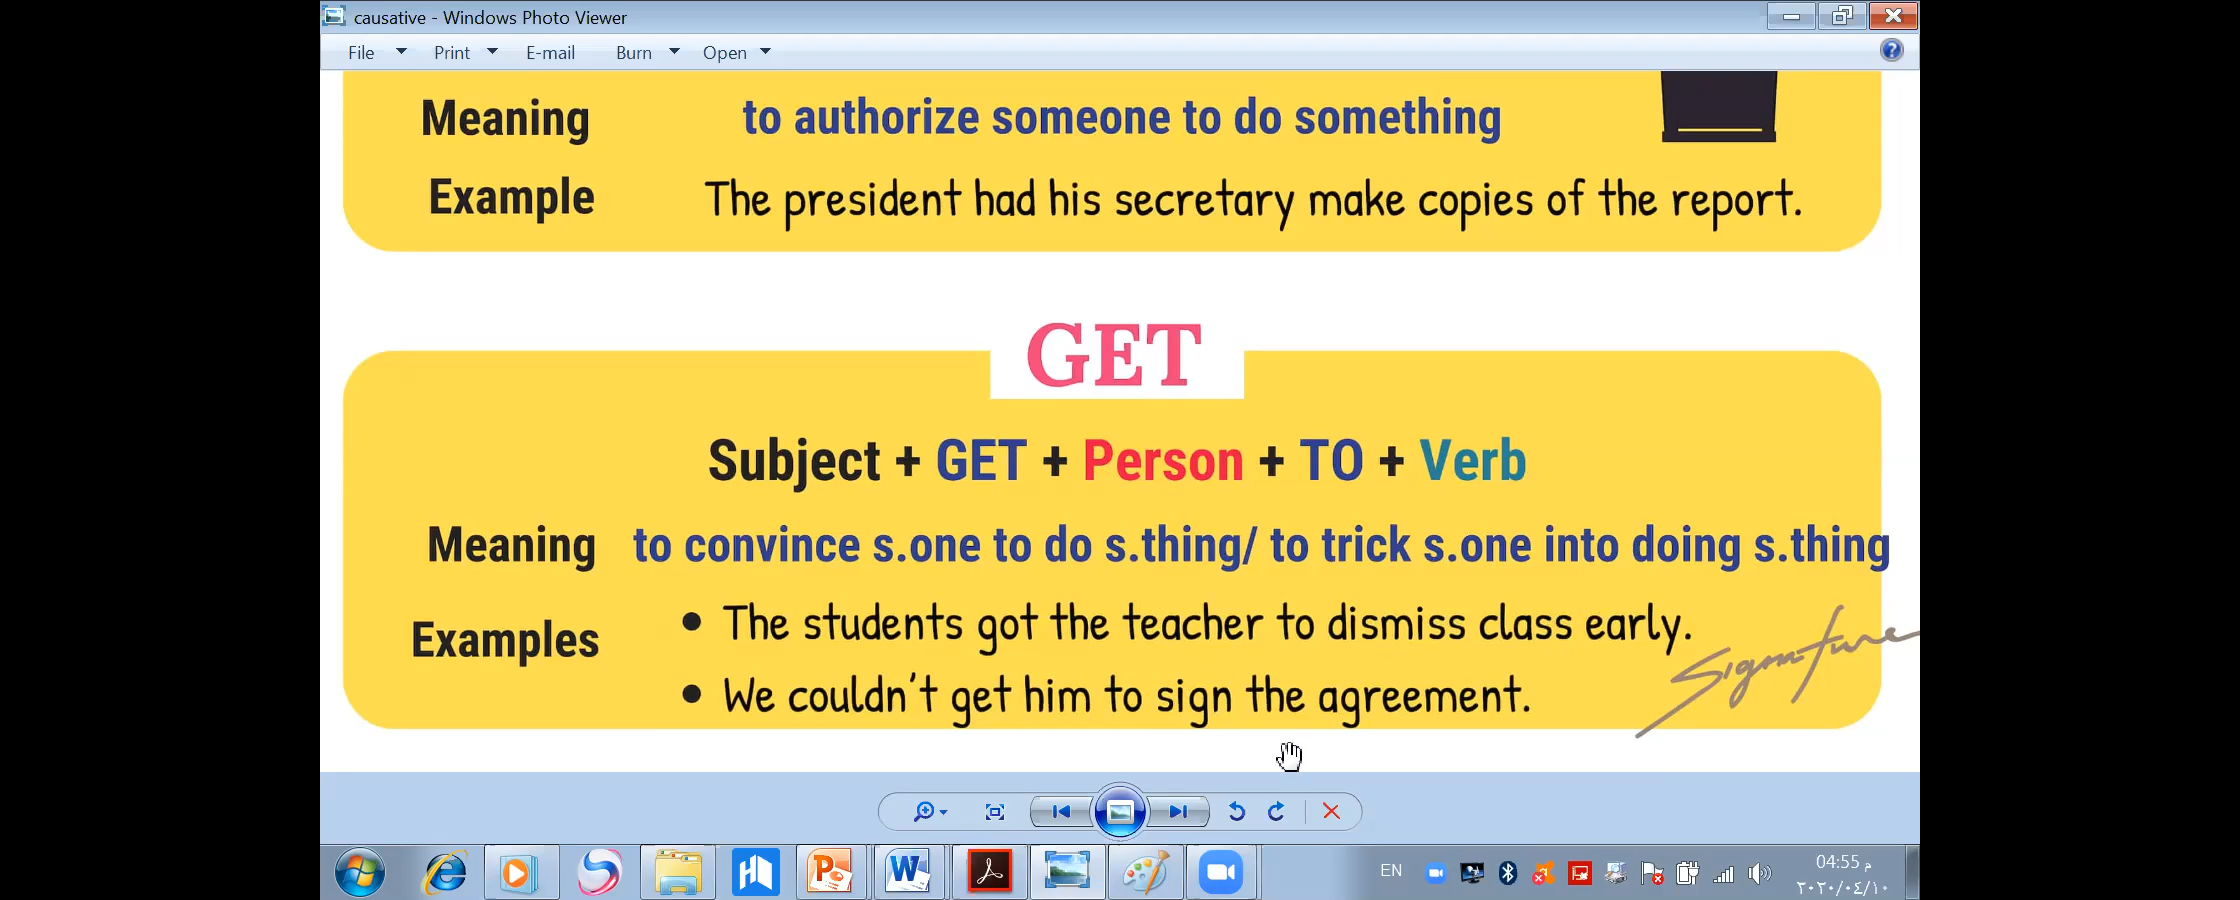 causative - Windows Photo Viewer
File Print E-mail Burn Open
Meaning to authorize someone to do something
Example The president had his secretary make copies of the report.
GET
Subject + GET + Person + TO + Verb
Meaning to convince s.one to do s.thing/ to trick s.one into doing s.thing
Examples
• The students got the teacher to dismiss class early.
• We couldn't get him to sign the agreement.
Signature
EN
04:55 م
٢٠٢٠/٠٤/١٠